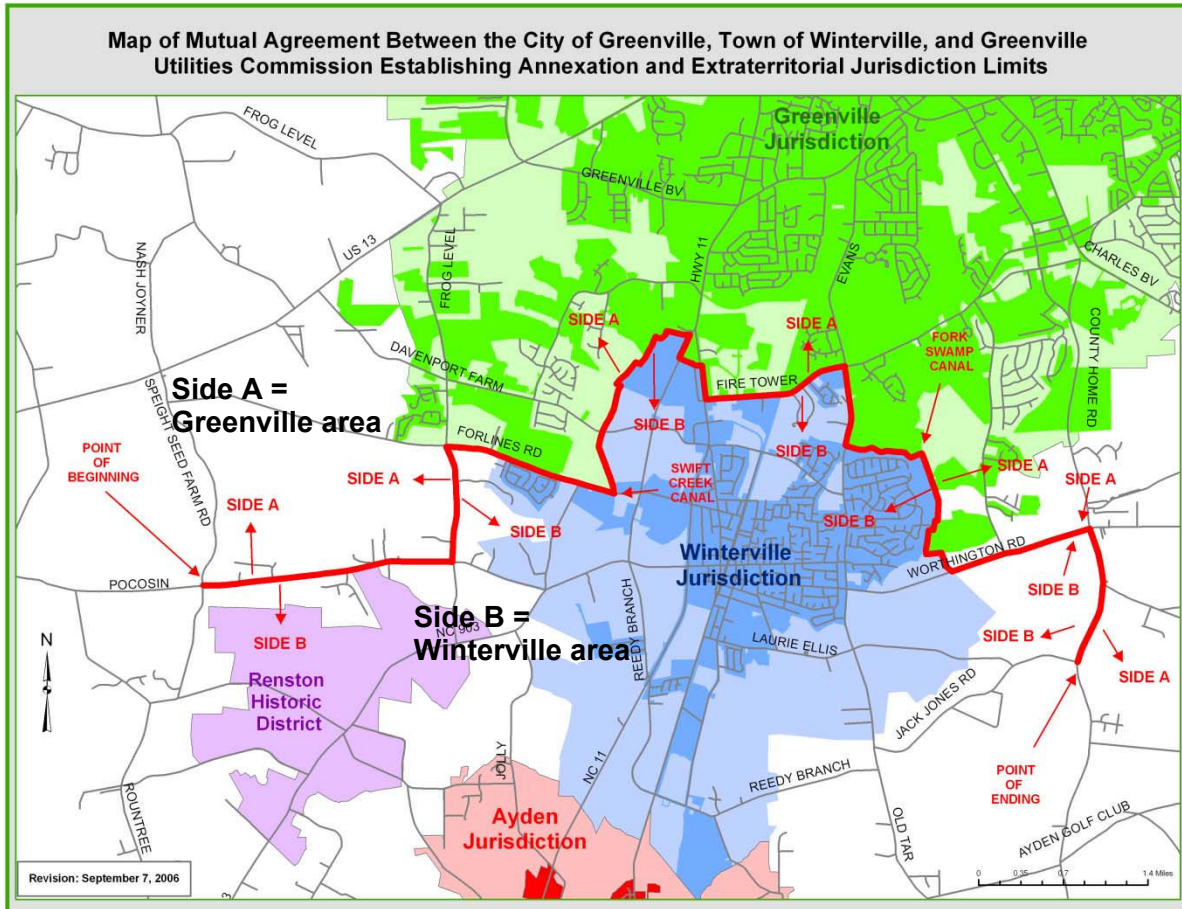 Map of Mutual Agreement Between the City of Greenville, Town of Winterville, and Greenville
Utilities Commission Establishing Annexation and Extraterritorial Jurisdiction Limits
FROG LEVEL
Greenville
Jurisdiction
GREENVILLE BV
US 13
NASH JOYNER
FROG LEVEL
HWY 11
EVANS
CHARLES BV
COUNTY HOME RD
SIDE A
SIDE A
FORK
SWAMP
CANAL
DAVENPORT FARM
FIRE TOWER
Side A =
Greenville area
SPEIGHT SEED FARM RD
FORLINES RD
SIDE B
SIDE B
POINT
OF
BEGINNING
SIDE A
SIDE A
SWIFT
CREEK
CANAL
SIDE A
SIDE A
SIDE B
SIDE B
POCOSIN
Winterville
Jurisdiction
WORTHINGTON RD
SIDE B
N
SIDE B
NC 903
Side B =
Winterville area
REEDY BRANCH
LAURIE ELLIS
SIDE B
SIDE A
Renston
Historic
District
JACK JONES RD
JOLLY
NC 11
REEDY BRANCH
POINT
OF
ENDING
ROUNTREE
Ayden
Jurisdiction
OLD TAR
AYDEN GOLF CLUB
Revision: September 7, 2006
3
0 0.35 0.7 1.4 Miles